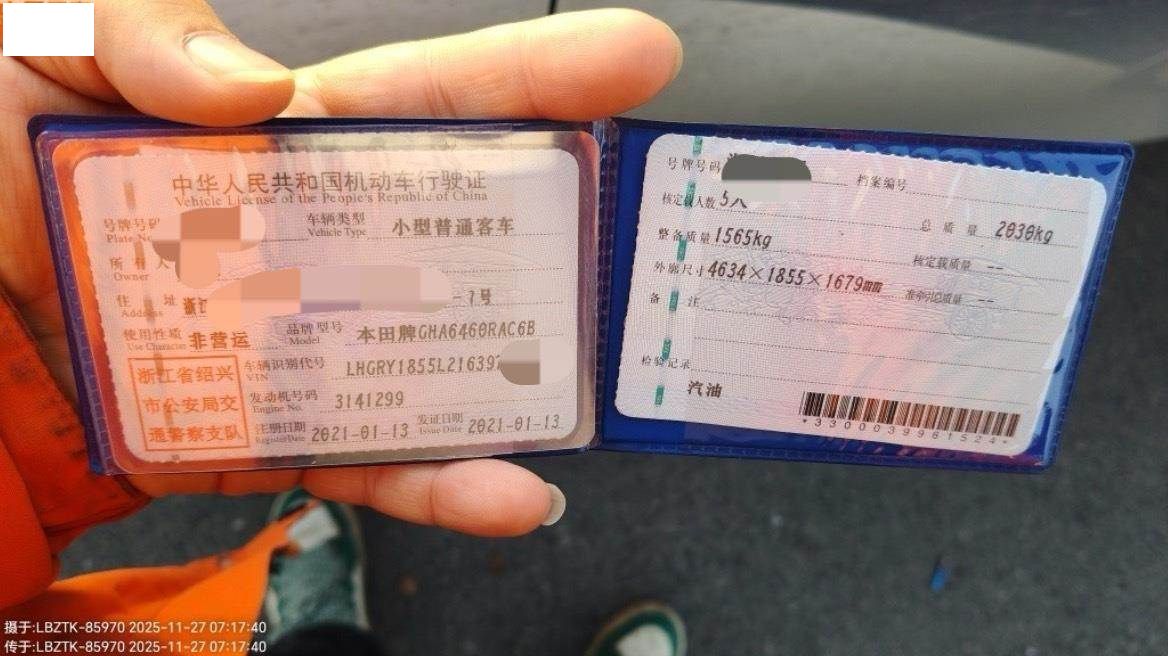 中华人民共和国机动车行驶证
Vehicle License of the People's Republic of China
号牌号码
Plate No.
车辆类型
Vehicle Type
小型普通客车
所有人
Owner
住址
Address
浙江
-7号
使用性质
Use Character
非营运
品牌型号
Model
本田牌GHA6460RAC6B
浙江省绍兴
市公安局交
通警察支队
车辆识别代号
VIN
LHGRY1855L216397
发动机号码
Engine No.
3141299
注册日期
Register Date
2021-01-13
发证日期
Issue Date
2021-01-13
号牌号码
档案编号
核定载人数 5人
总质量 2030kg
整备质量 1565kg
核定载质量 --
外廓尺寸 4634×1855×1679mm
准牵引总质量 --
备注
检验记录
汽油
*3300039981524*
摄于:LBZTK-85970 2025-11-27 07:17:40
传于:LBZTK-85970 2025-11-27 07:17:40